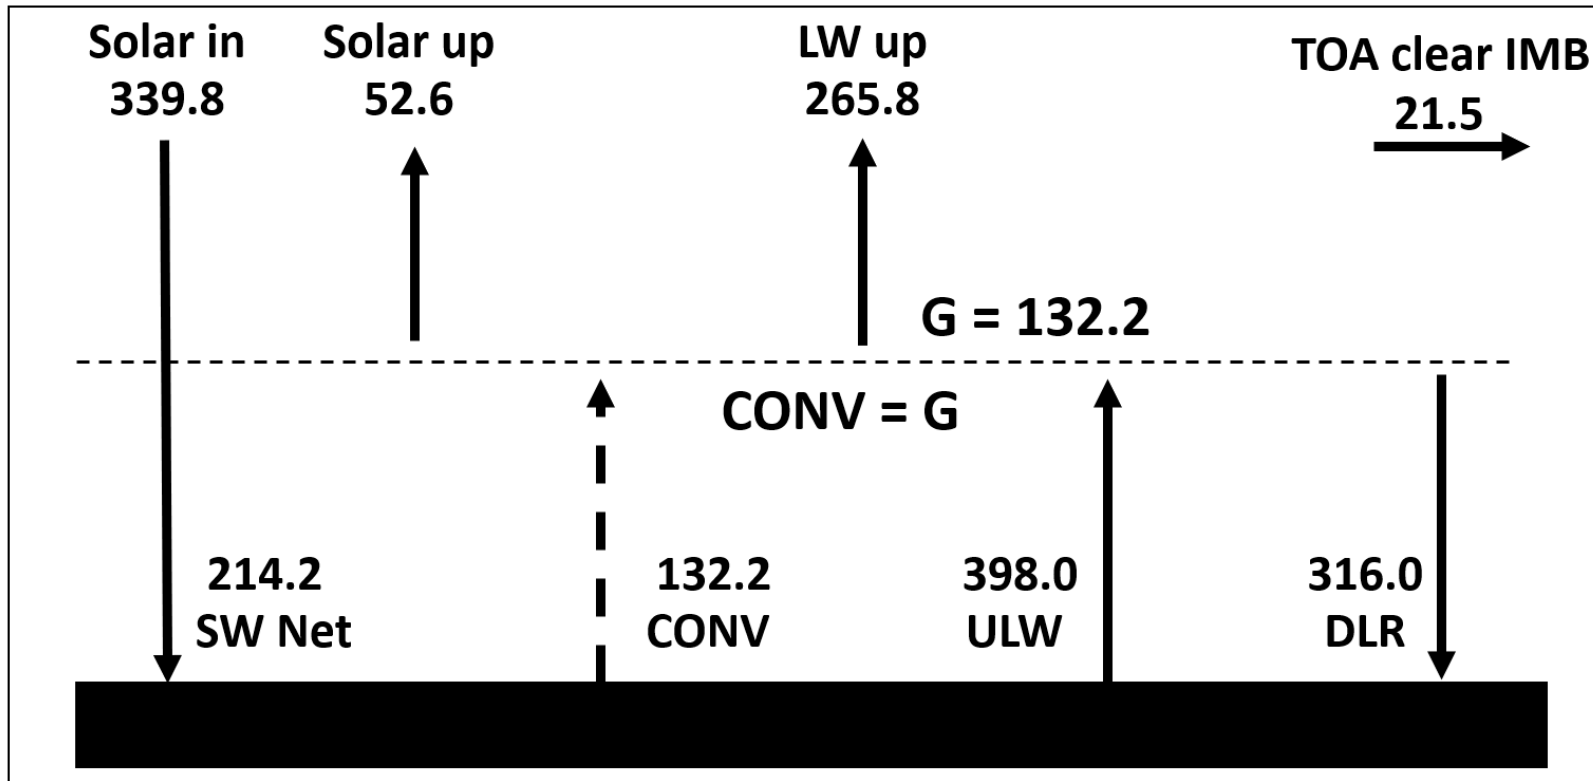 Solar in
339.8
Solar up
52.6
LW up
265.8
TOA clear IMB
21.5
G = 132.2
CONV = G
214.2
SW Net
132.2
CONV
398.0
ULW
316.0
DLR